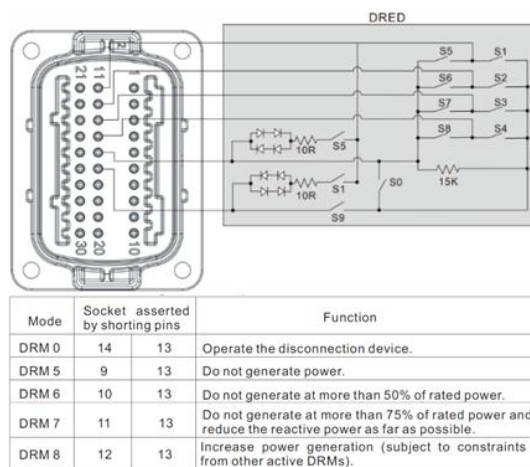 DRED
2
21
11
1
S5
S1
S6
S2
S7
S3
S8
S4
10R
S5
15K
S0
10R
S1
S9
30
20
10
Mode
Socket asserted
by shorting pins
Function
DRM 0 14 13 Operate the disconnection device.
DRM 5 9 13 Do not generate power.
DRM 6 10 13 Do not generate at more than 50% of rated power.
DRM 7 11 13 Do not generate at more than 75% of rated power and
reduce the reactive power as far as possible.
DRM 8 12 13 Increase power generation (subject to constraints
from other active DRMs).